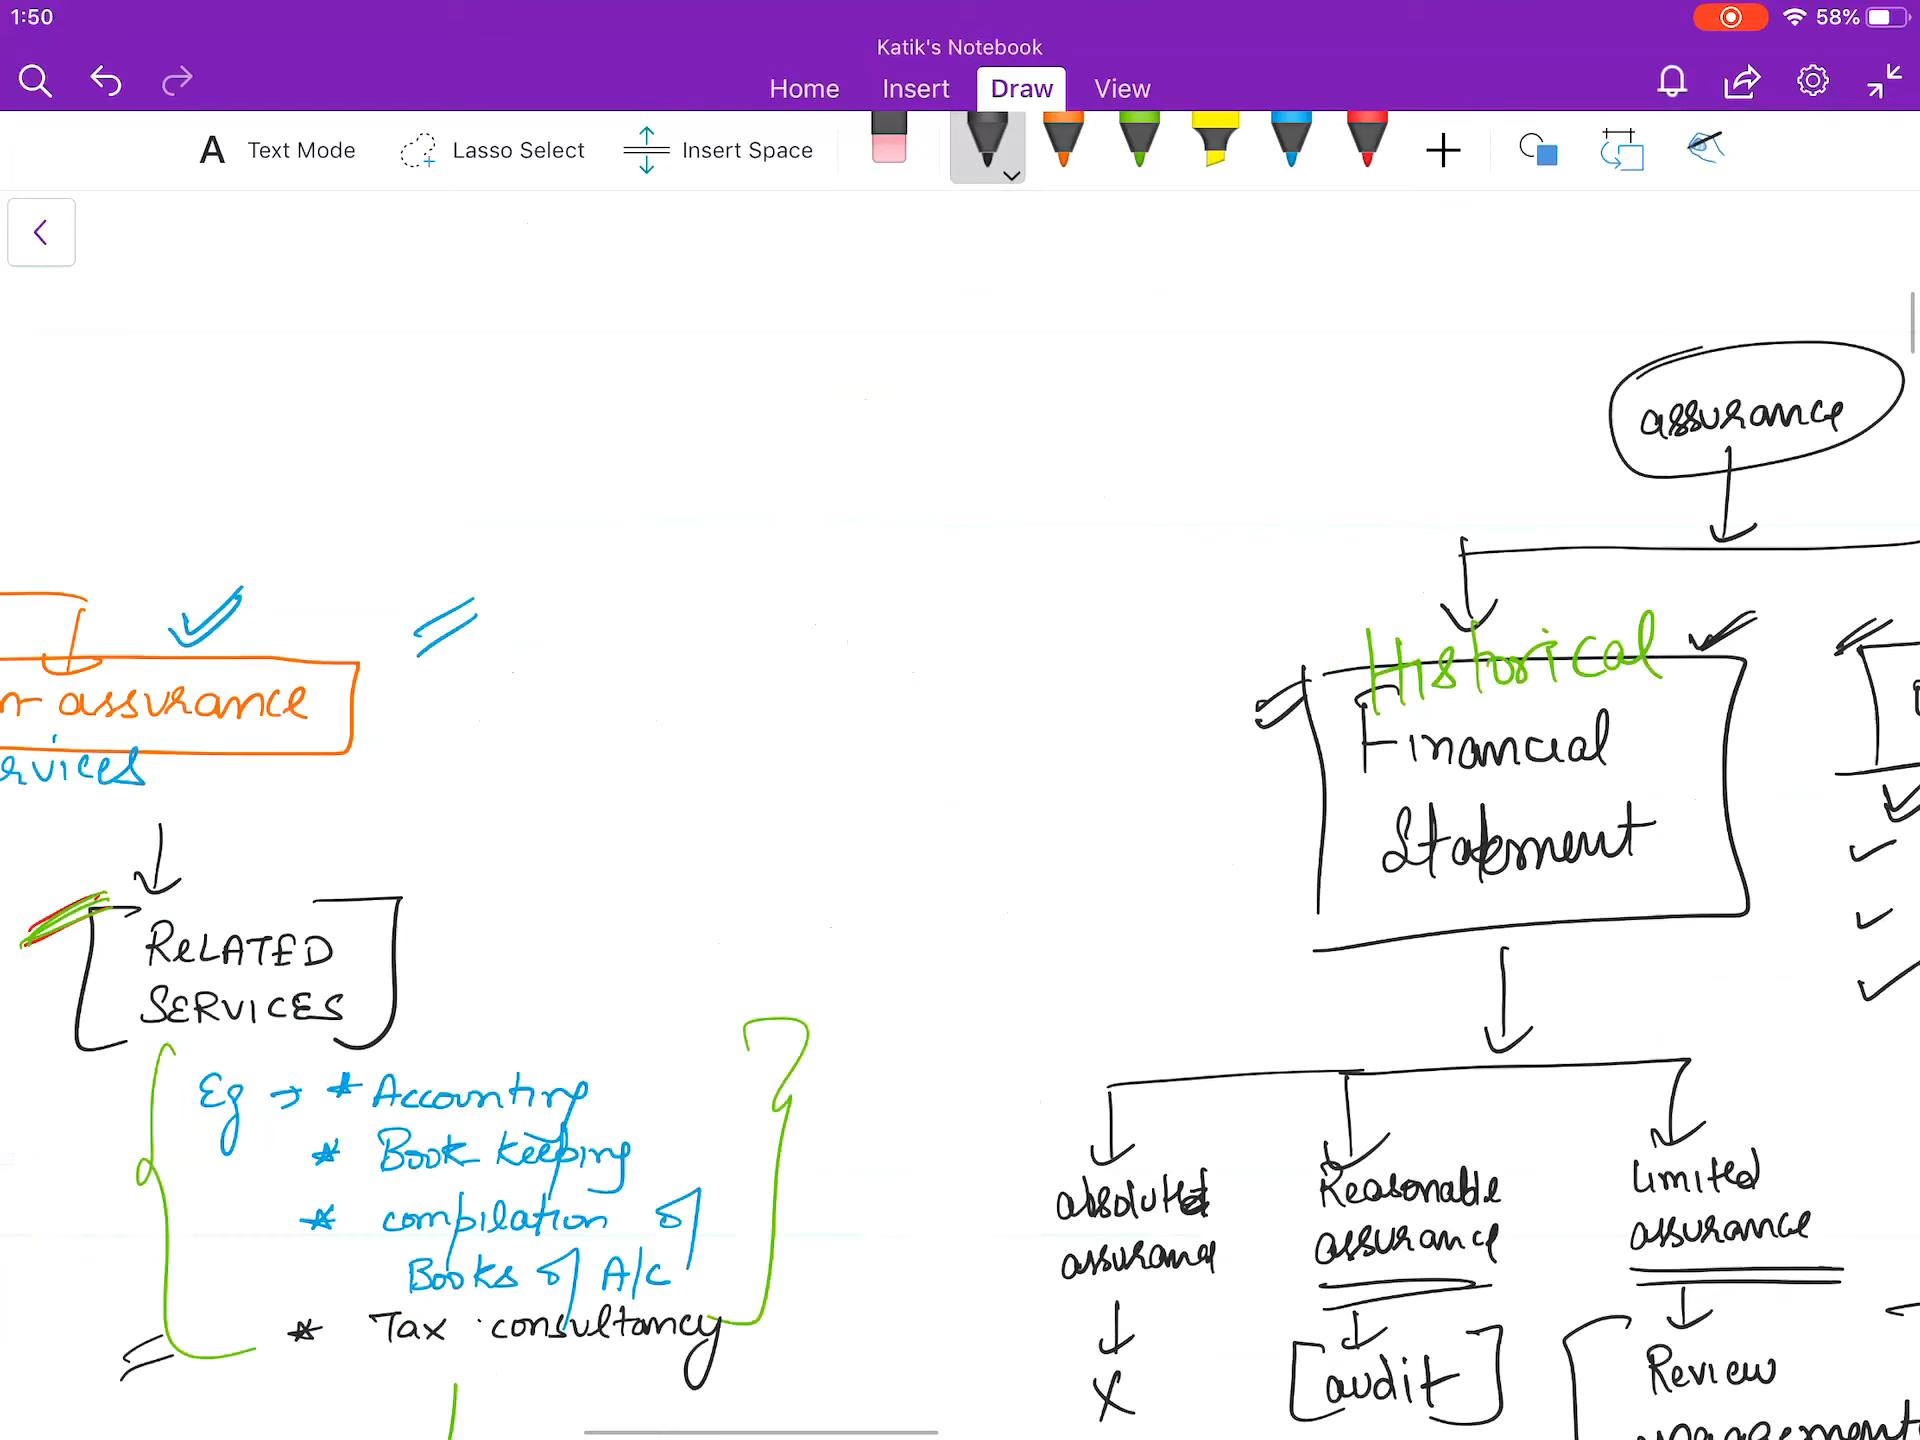 1:50
58%
Katik's Notebook
Home Insert Draw View
A Text Mode Lasso Select Insert Space
assurance
Historical
Financial
Statement
n-assurance
ervices
RELATED
SERVICES
Eg → * Accounting
* Book keeping
* compilation of
Books of A/c
* Tax consultancy
absolute
assurance
X
Reasonable
assurance
[audit]
Limited
assurance
Review